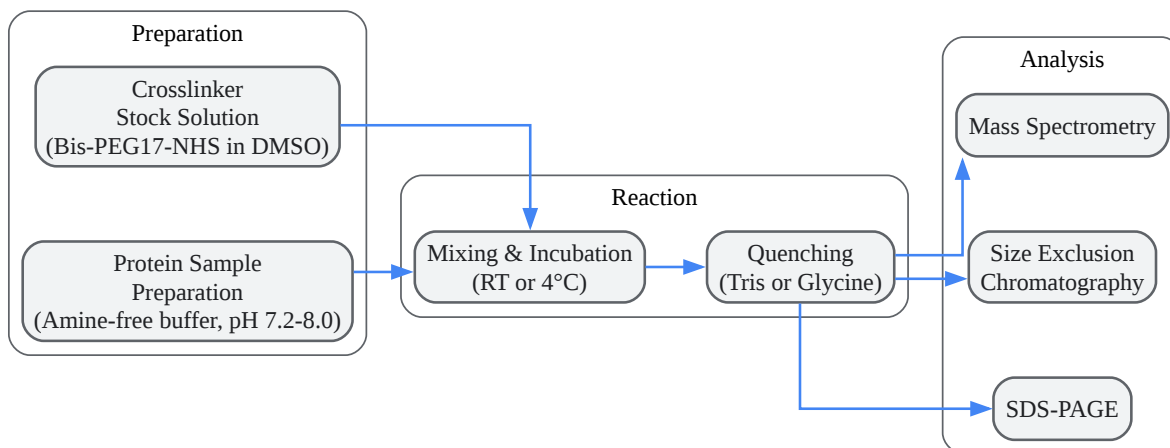 Preparation
Crosslinker
Stock Solution
(Bis-PEG17-NHS in DMSO)
Protein Sample
Preparation
(Amine-free buffer, pH 7.2-8.0)
Reaction
Mixing & Incubation
(RT or 4°C)
Quenching
(Tris or Glycine)
Analysis
Mass Spectrometry
Size Exclusion
Chromatography
SDS-PAGE